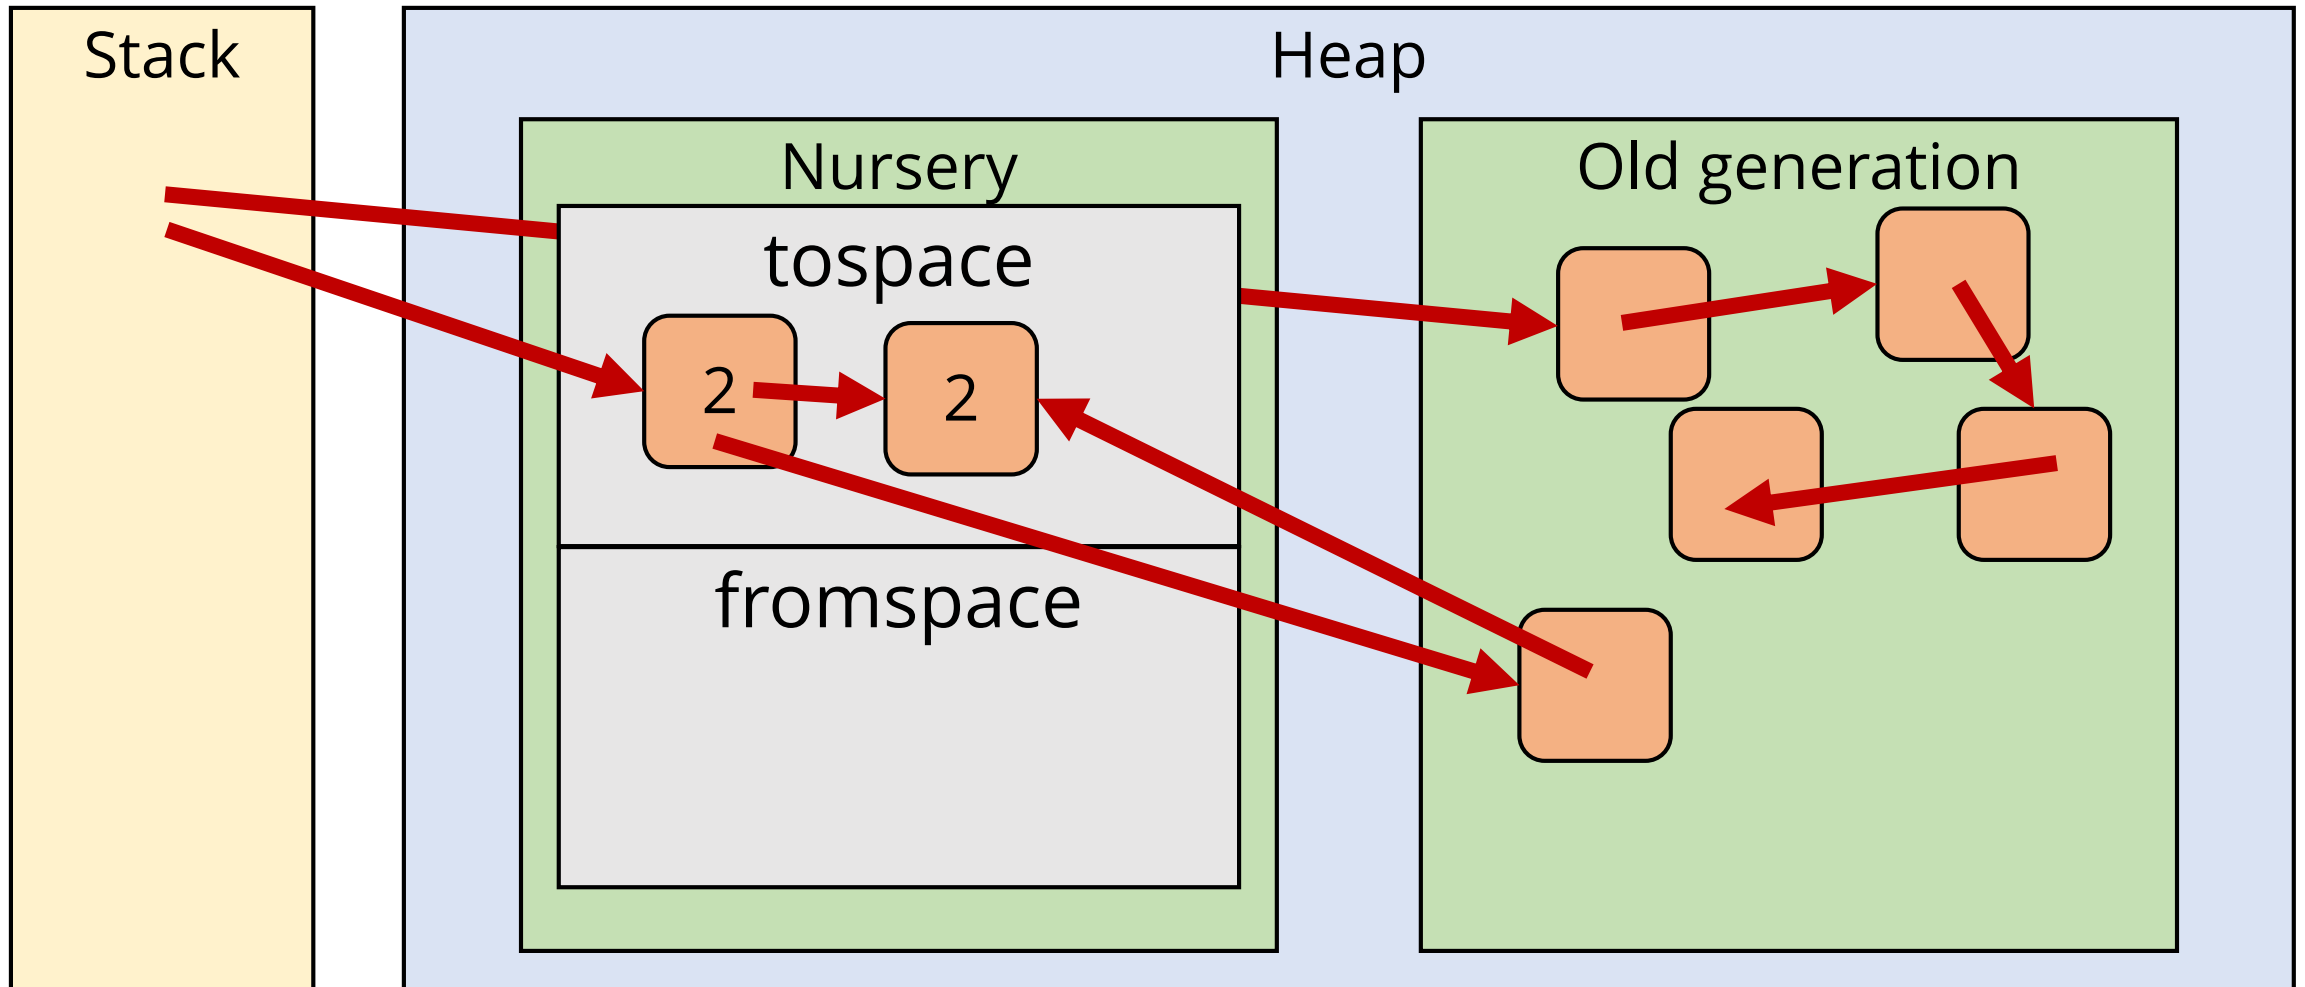 Stack
Heap
Nursery
Old generation
tospace
2
2
fromspace